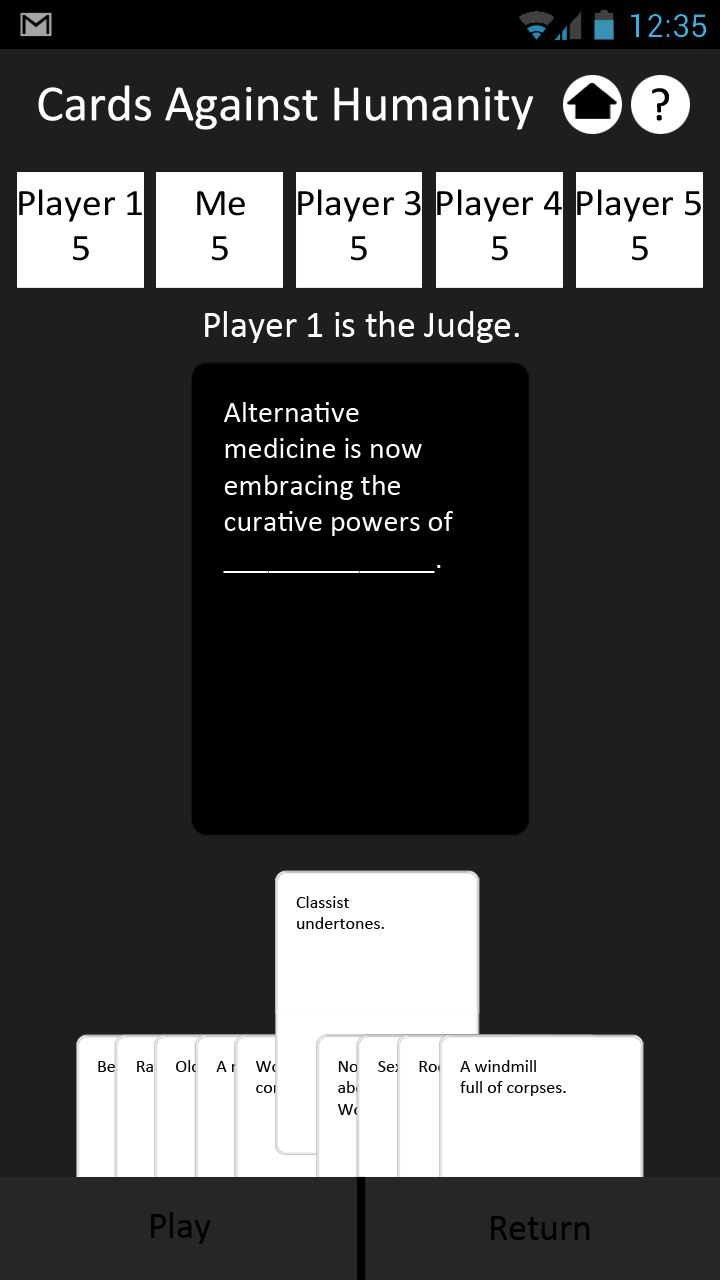 12:35
Cards Against Humanity
?
Player 1
5
Me
5
Player 3
5
Player 4
5
Player 5
5
Player 1 is the Judge.
Alternative
medicine is now
embracing the
curative powers of
______________.
Classist
undertones.
A windmill
full of corpses.
Play
Return